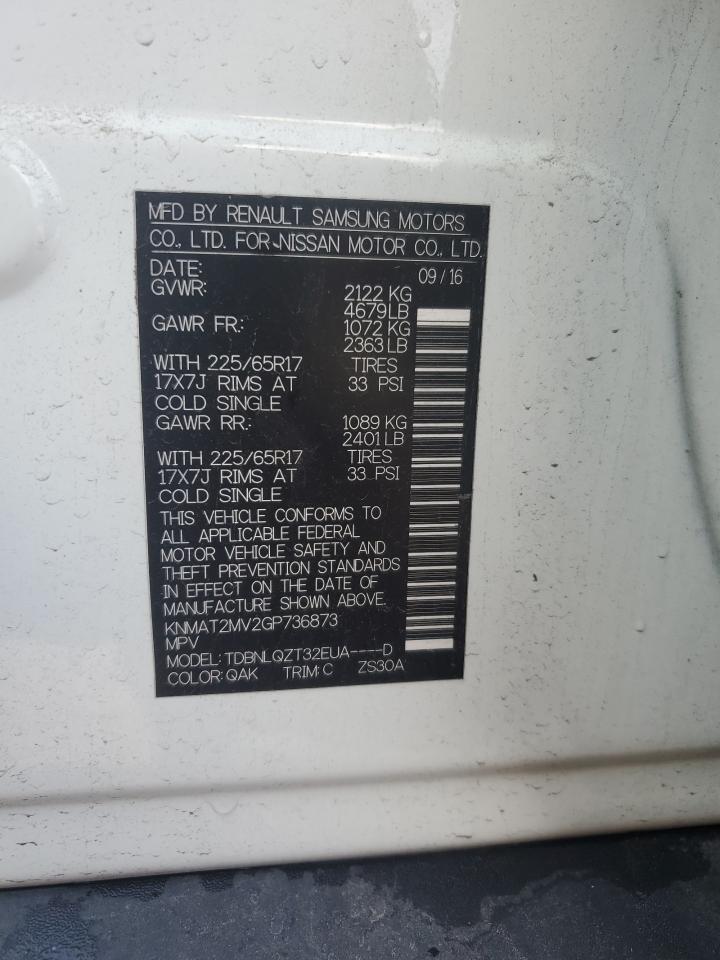 MFD BY RENAULT SAMSUNG MOTORS
CO., LTD. FOR NISSAN MOTOR CO., LTD.
DATE: 09/16
GVWR: 2122 KG
4679LB
GAWR FR.: 1072 KG
2363 LB
WITH 225/65R17 TIRES
17X7J RIMS AT 33 PSI
COLD SINGLE
GAWR RR.: 1089 KG
2401 LB
WITH 225/65R17 TIRES
17X7J RIMS AT 33 PSI
COLD SINGLE
THIS VEHICLE CONFORMS TO
ALL APPLICABLE FEDERAL
MOTOR VEHICLE SAFETY AND
THEFT PREVENTION STANDARDS
IN EFFECT ON THE DATE OF
MANUFACTURE SHOWN ABOVE.
KNMAT2MV2GP736873
MPV
MODEL: TDBNLQZT32EUA----D
COLOR: QAK TRIM: C ZS30A